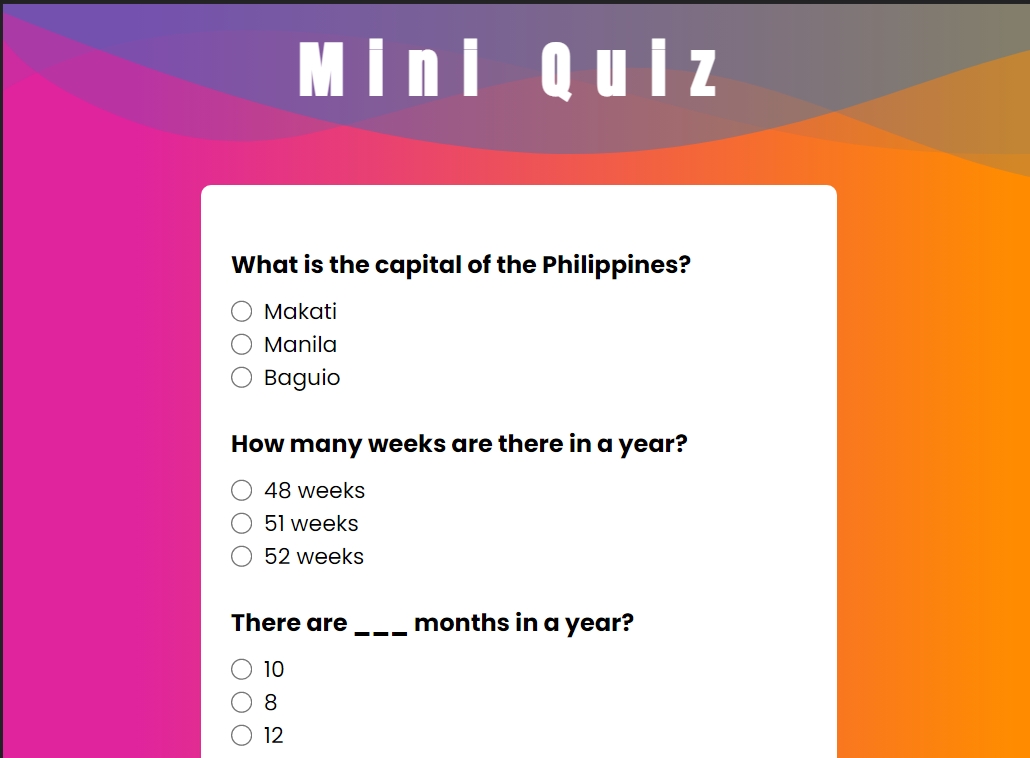 Mini Quiz
What is the capital of the Philippines?
Makati
Manila
Baguio
How many weeks are there in a year?
48 weeks
51 weeks
52 weeks
There are ___ months in a year?
10
8
12